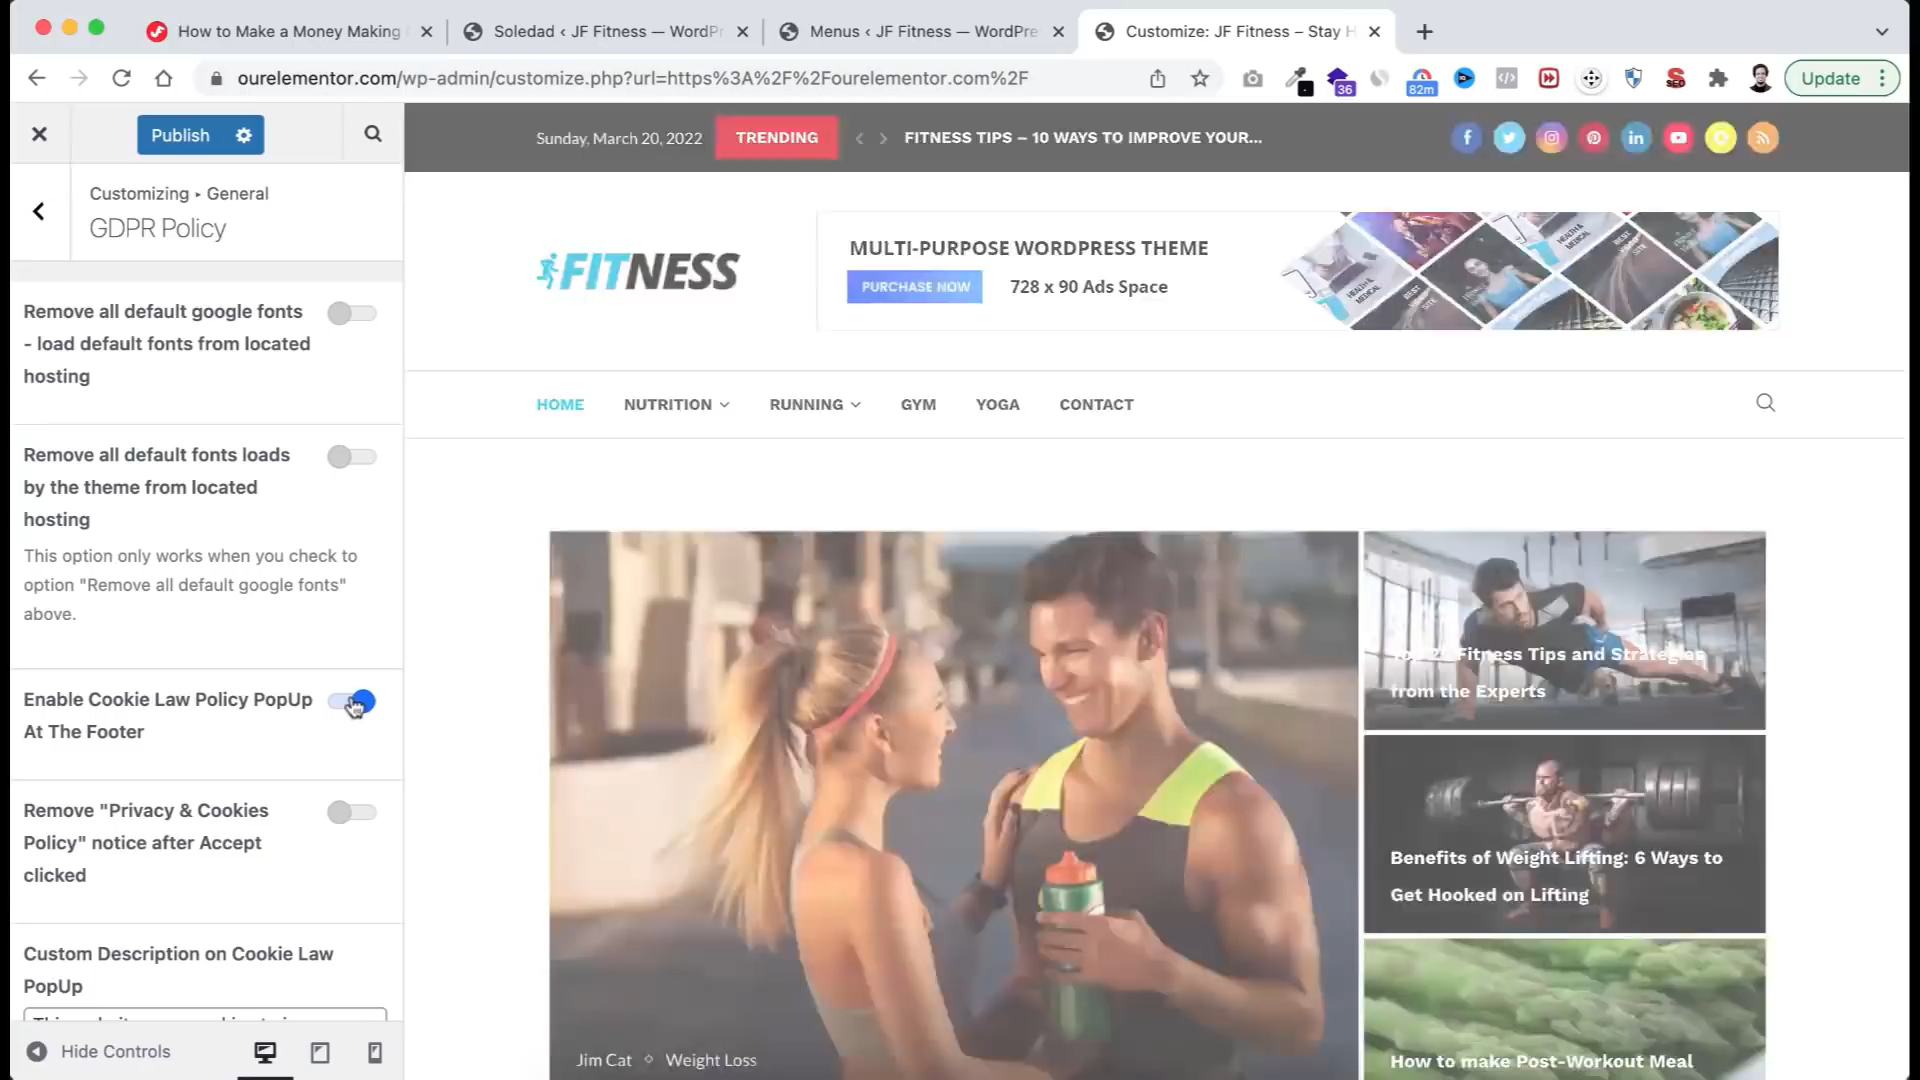 How to Make a Money Making
Soledad ‹ JF Fitness — WordPr
Menus ‹ JF Fitness — WordPre
Customize: JF Fitness – Stay H
ourelementor.com/wp-admin/customize.php?url=https%3A%2F%2Fourelementor.com%2F
36
82m
SEO
Update
Publish
Sunday, March 20, 2022
TRENDING
FITNESS TIPS – 10 WAYS TO IMPROVE YOUR...
Customizing ▸ General
GDPR Policy
FITNESS
MULTI-PURPOSE WORDPRESS THEME
PURCHASE NOW
728 x 90 Ads Space
HEALTH &
MEDICAL
HEALTH &
MEDICAL
HOME
NUTRITION
RUNNING
GYM
YOGA
CONTACT
Remove all default google fonts
- load default fonts from located
hosting
Remove all default fonts loads
by the theme from located
hosting
This option only works when you check to
option "Remove all default google fonts"
above.
Enable Cookie Law Policy PopUp
At The Footer
Remove "Privacy & Cookies
Policy" notice after Accept
clicked
Custom Description on Cookie Law
PopUp
Hide Controls
Fitness Tips and Strategies
from the Experts
Benefits of Weight Lifting: 6 Ways to
Get Hooked on Lifting
How to make Post-Workout Meal
Jim Cat ◇ Weight Loss